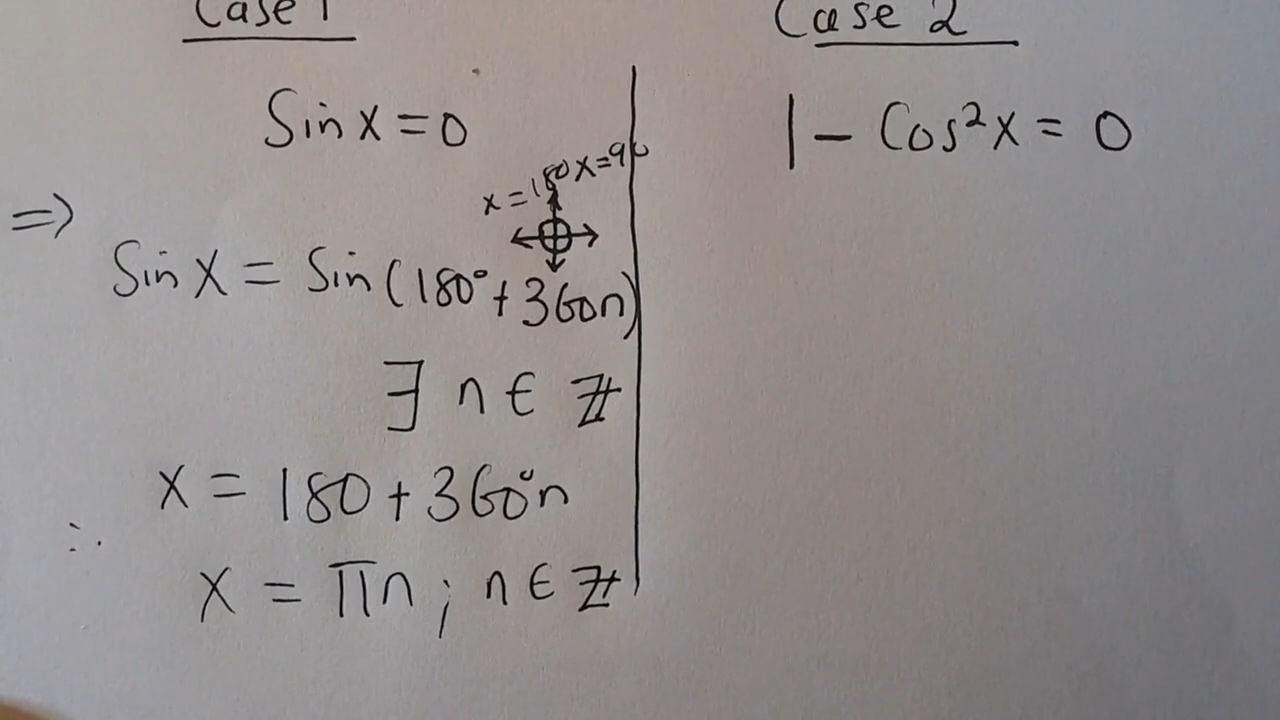 Case 1
Sin x = 0
x = 180 x = 90
⇒
Sin x = Sin(180° + 360n)
∃ n ∈ ℤ
x = 180 + 360°n
∴ x = πn ; n ∈ ℤ
Case 2
1 - Cos²x = 0